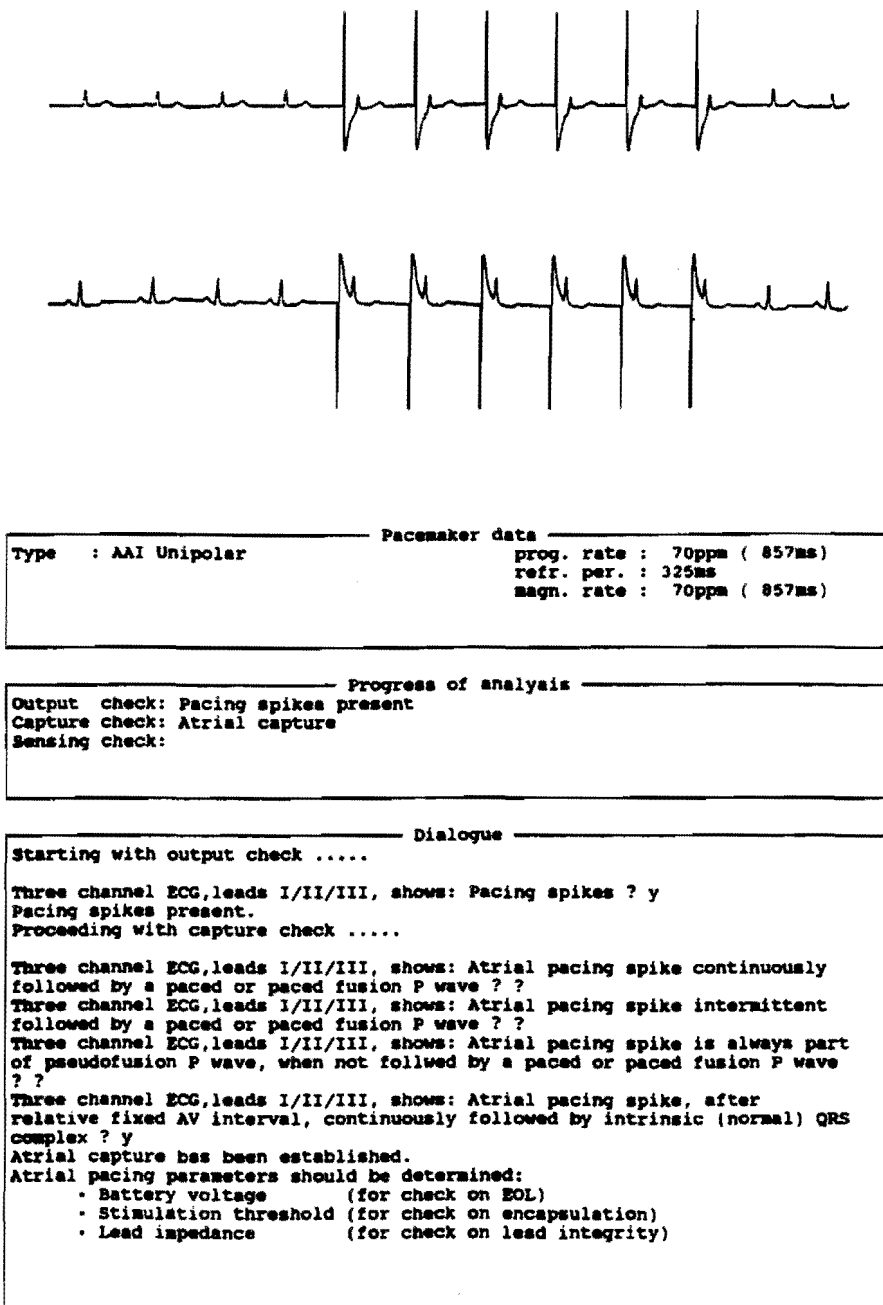 Pacemaker data
Type : AAI Unipolar prog. rate : 70ppm ( 857ms)
refr. per. : 325ms
magn. rate : 70ppm ( 857ms)
Progress of analysis
Output check: Pacing spikes present
Capture check: Atrial capture
Sensing check:
Dialogue
Starting with output check .....
Three channel ECG,leads I/II/III, shows: Pacing spikes ? y
Pacing spikes present.
Proceeding with capture check .....
Three channel ECG,leads I/II/III, shows: Atrial pacing spike continuously
followed by a paced or paced fusion P wave ? ?
Three channel ECG,leads I/II/III, shows: Atrial pacing spike intermittent
followed by a paced or paced fusion P wave ? ?
Three channel ECG,leads I/II/III, shows: Atrial pacing spike is always part
of pseudofusion P wave, when not follwed by a paced or paced fusion P wave
? ?
Three channel ECG,leads I/II/III, shows: Atrial pacing spike, after
relative fixed AV interval, continuously followed by intrinsic (normal) QRS
complex ? y
Atrial capture has been established.
Atrial pacing parameters should be determined:
· Battery voltage (for check on EOL)
· Stimulation threshold (for check on encapsulation)
· Lead impedance (for check on lead integrity)